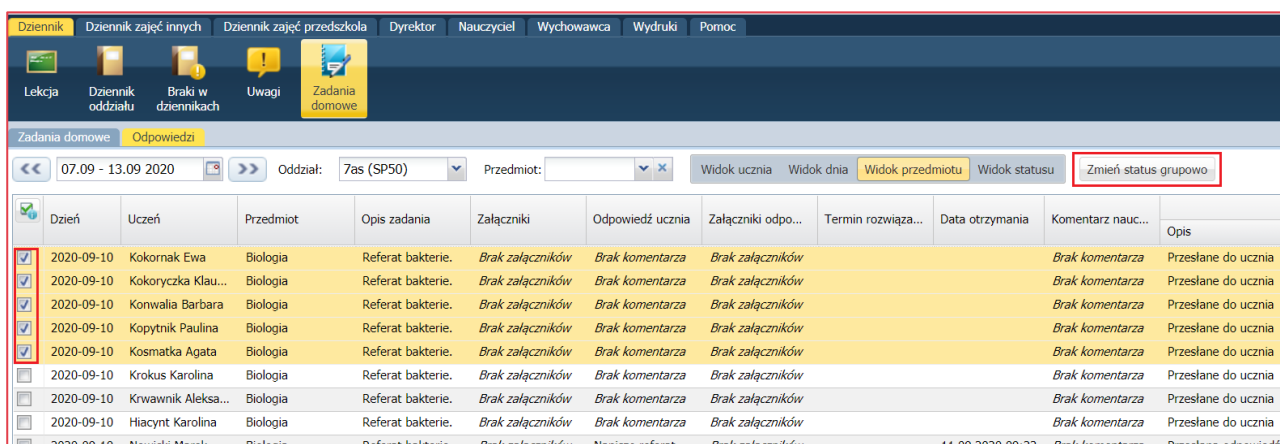 Dziennik Dziennik zajęć innych Dziennik zajęć przedszkola Dyrektor Nauczyciel Wychowawca Wydruki Pomoc
Lekcja Dziennik oddziału Braki w dziennikach Uwagi Zadania domowe
Zadania domowe Odpowiedzi
07.09 - 13.09 2020 Oddział: 7as (SP50) Przedmiot: Widok ucznia Widok dnia Widok przedmiotu Widok statusu Zmień status grupowo
Dzień Uczeń Przedmiot Opis zadania Załączniki Odpowiedź ucznia Załączniki odpo... Termin rozwiąza... Data otrzymania Komentarz nauc...
Opis
2020-09-10 Kokornak Ewa Biologia Referat bakterie. Brak załączników Brak komentarza Brak załączników Brak komentarza Przesłane do ucznia
2020-09-10 Kokoryczka Klau... Biologia Referat bakterie. Brak załączników Brak komentarza Brak załączników Brak komentarza Przesłane do ucznia
2020-09-10 Konwalia Barbara Biologia Referat bakterie. Brak załączników Brak komentarza Brak załączników Brak komentarza Przesłane do ucznia
2020-09-10 Kopytnik Paulina Biologia Referat bakterie. Brak załączników Brak komentarza Brak załączników Brak komentarza Przesłane do ucznia
2020-09-10 Kosmatka Agata Biologia Referat bakterie. Brak załączników Brak komentarza Brak załączników Brak komentarza Przesłane do ucznia
2020-09-10 Krokus Karolina Biologia Referat bakterie. Brak załączników Brak komentarza Brak załączników Brak komentarza Przesłane do ucznia
2020-09-10 Krwawnik Aleksa... Biologia Referat bakterie. Brak załączników Brak komentarza Brak załączników Brak komentarza Przesłane do ucznia
2020-09-10 Hiacynt Karolina Biologia Referat bakterie. Brak załączników Brak komentarza Brak załączników Brak komentarza Przesłane do ucznia